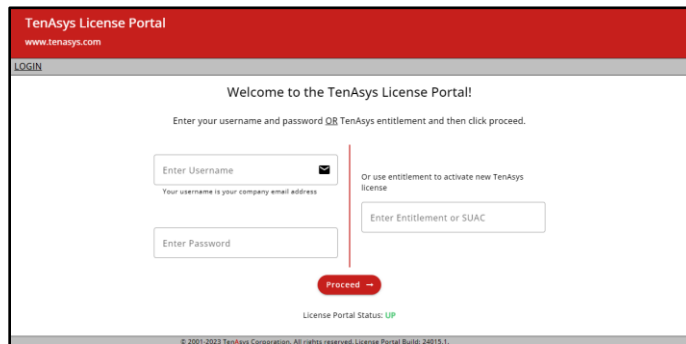 TenAsys License Portal
www.tenasys.com
LOGIN
Welcome to the TenAsys License Portal!
Enter your username and password OR TenAsys entitlement and then click proceed.
Enter Username
Your username is your company email address
Enter Password
Or use entitlement to activate new TenAsys
license
Enter Entitlement or SUAC
Proceed →
License Portal Status: UP
© 2001-2023 TenAsys Corporation. All rights reserved. License Portal Build: 24015.1.